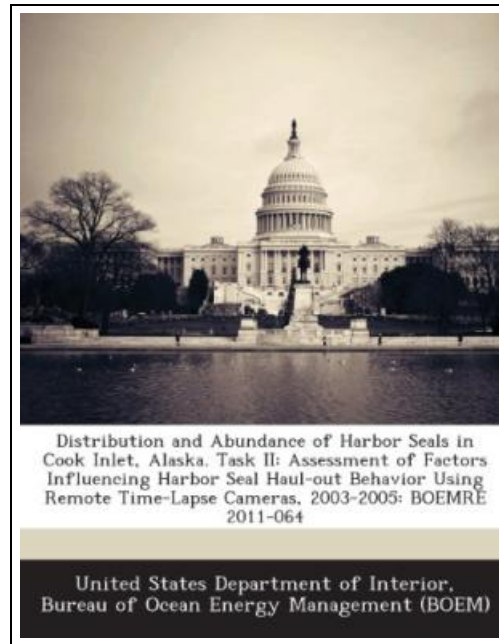 Distribution and Abundance of Harbor Seals in
Cook Inlet, Alaska. Task II: Assessment of Factors
Influencing Harbor Seal Haul-out Behavior Using
Remote Time-Lapse Cameras, 2003-2005: BOEMRE
2011-064
United States Department of Interior,
Bureau of Ocean Energy Management (BOEM)